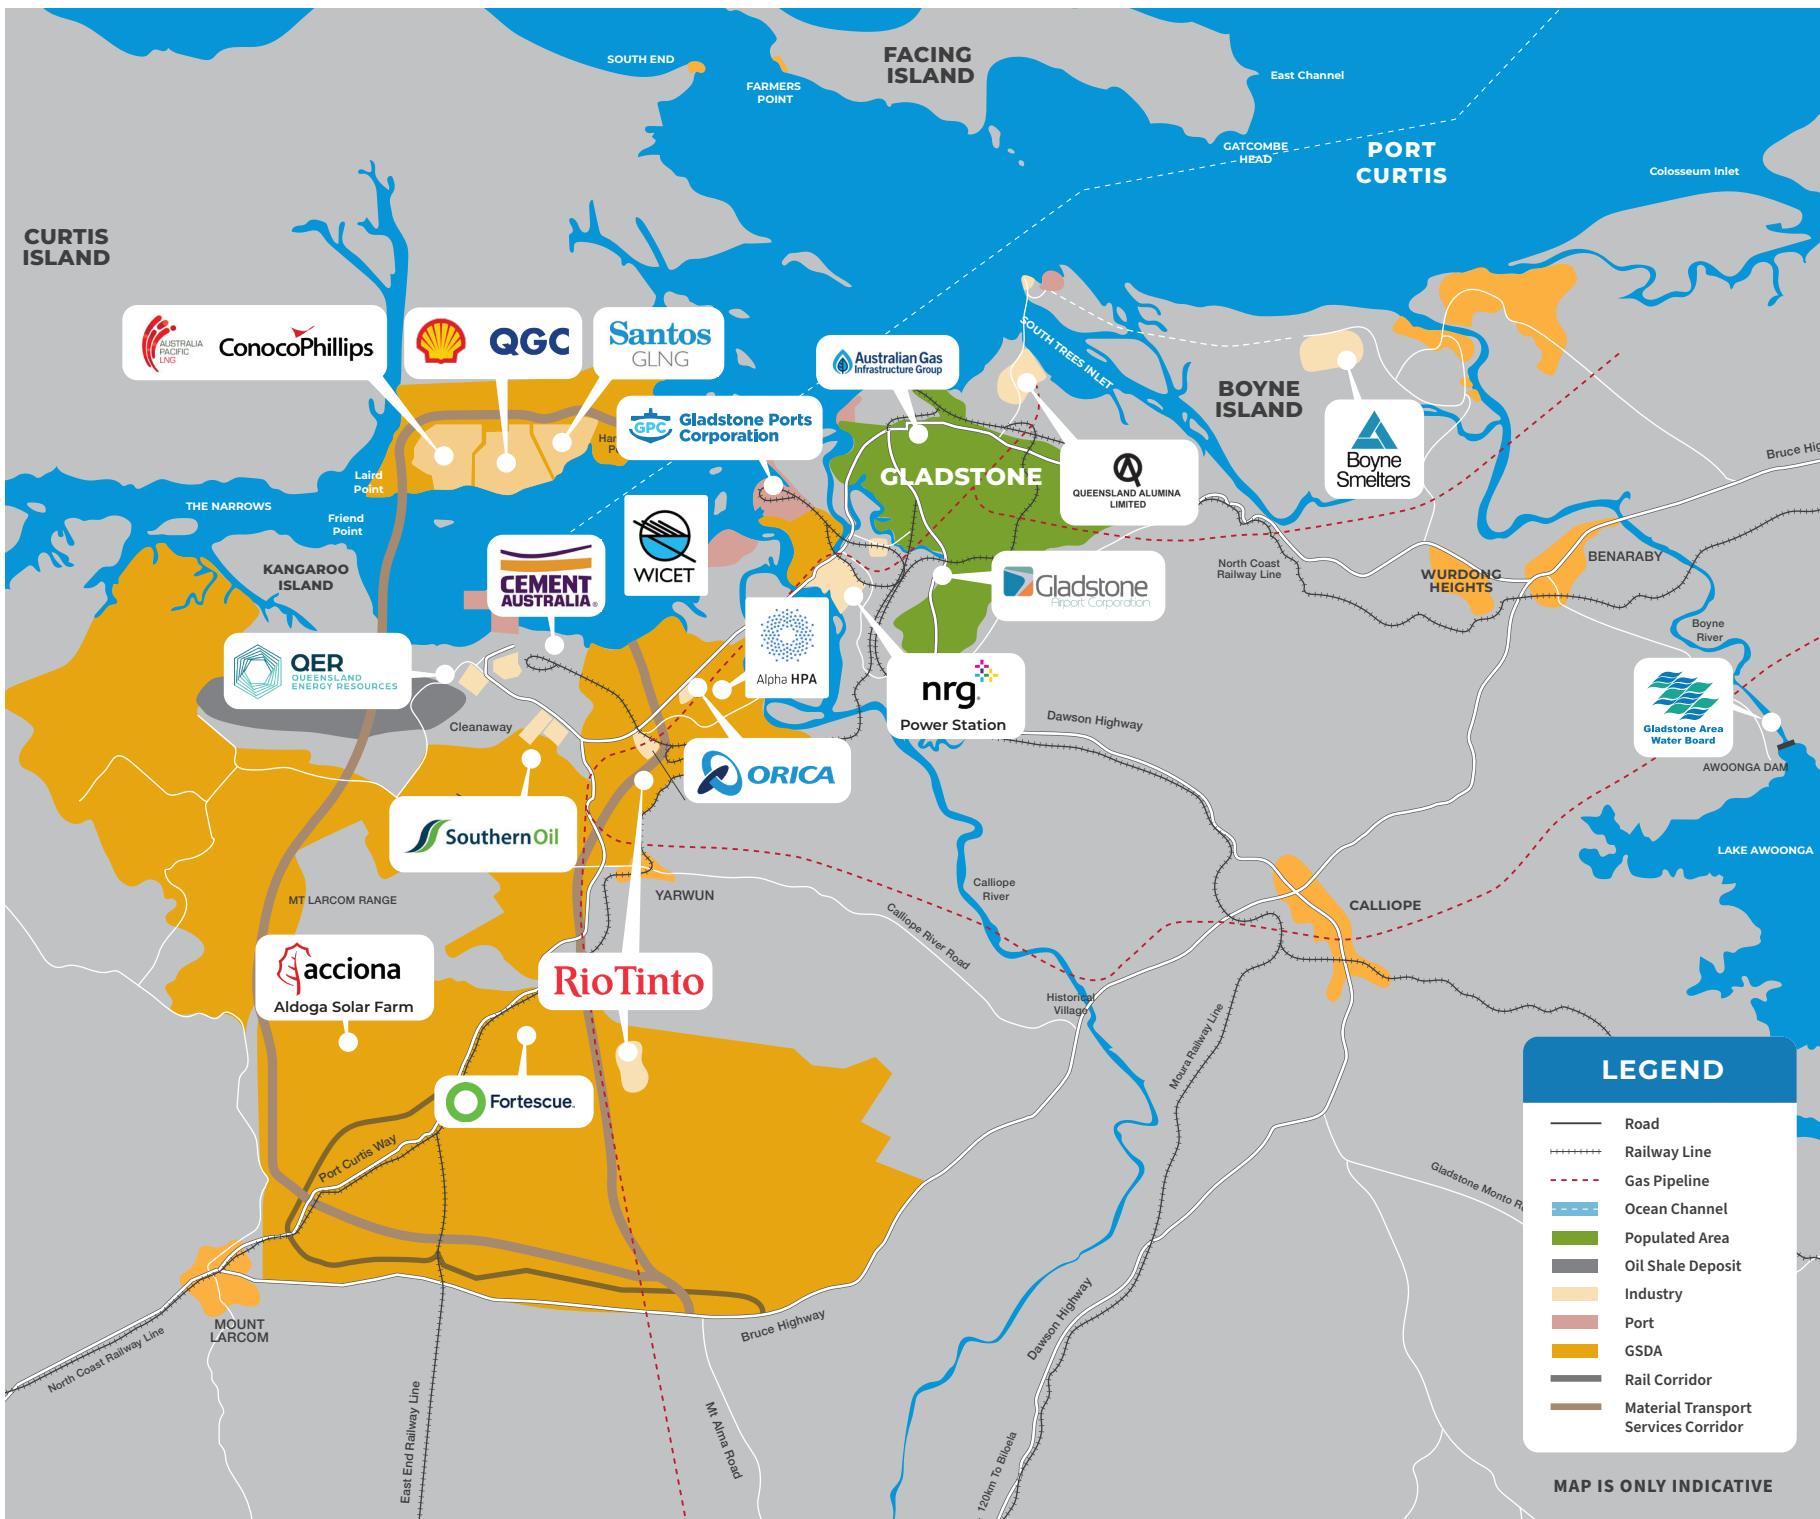 SOUTH END
FACING
ISLAND
FARMERS
POINT
East Channel
GATCOMBE
HEAD
PORT
CURTIS
Colosseum Inlet
CURTIS
ISLAND
AUSTRALIA
PACIFIC
LNG
ConocoPhillips
QGC
Santos
GLNG
Australian Gas
Infrastructure Group
SOUTH TREES INLET
BOYNE
ISLAND
GPC
Gladstone Ports
Corporation
Boyne
Smelters
Bruce
Laird
Point
GLADSTONE
QUEENSLAND ALUMINA
LIMITED
THE NARROWS
Friend
Point
WICET
KANGAROO
ISLAND
CEMENT
AUSTRALIA®
North Coast
Railway Line
WURDONG
HEIGHTS
BENARABY
Gladstone
Airport Corporation
Boyne
River
QER
QUEENSLAND
ENERGY RESOURCES
Alpha HPA
nrg
Power Station
Dawson Highway
Gladstone Area
Water Board
Cleanaway
AWOONGA DAM
ORICA
Southern Oil
LAKE AWOONGA
MT LARCOM RANGE
YARWUN
Calliope
River
CALLIOPE
Calliope River Road
acciona
Aldoga Solar Farm
RioTinto
Historical
Village
Moura Railway Line
Fortescue
Port Curtis Way
Gladstone Monto
MOUNT
LARCOM
North Coast Railway Line
Bruce Highway
Dawson Highway
East End Railway Line
Mt Alma Road
120km To Biloela
LEGEND
Road
Railway Line
Gas Pipeline
Ocean Channel
Populated Area
Oil Shale Deposit
Industry
Port
GSDA
Rail Corridor
Material Transport
Services Corridor
MAP IS ONLY INDICATIVE